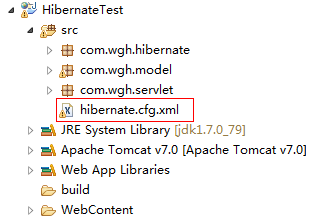 HibernateTest
src
com.wgh.hibernate
com.wgh.model
com.wgh.servlet
hibernate.cfg.xml
JRE System Library [jdk1.7.0_79]
Apache Tomcat v7.0 [Apache Tomcat v7.0]
Web App Libraries
build
WebContent